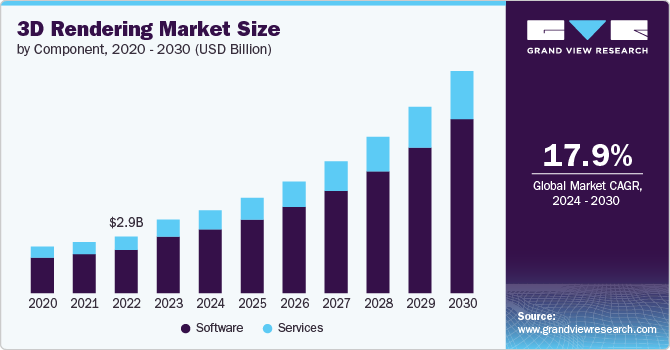 3D Rendering Market Size
by Component, 2020 - 2030 (USD Billion)
$2.9B
2020 2021 2022 2023 2024 2025 2026 2027 2028 2029 2030
Software Services
GRAND VIEW RESEARCH
17.9%
Global Market CAGR,
2024 - 2030
Source:
www.grandviewresearch.com